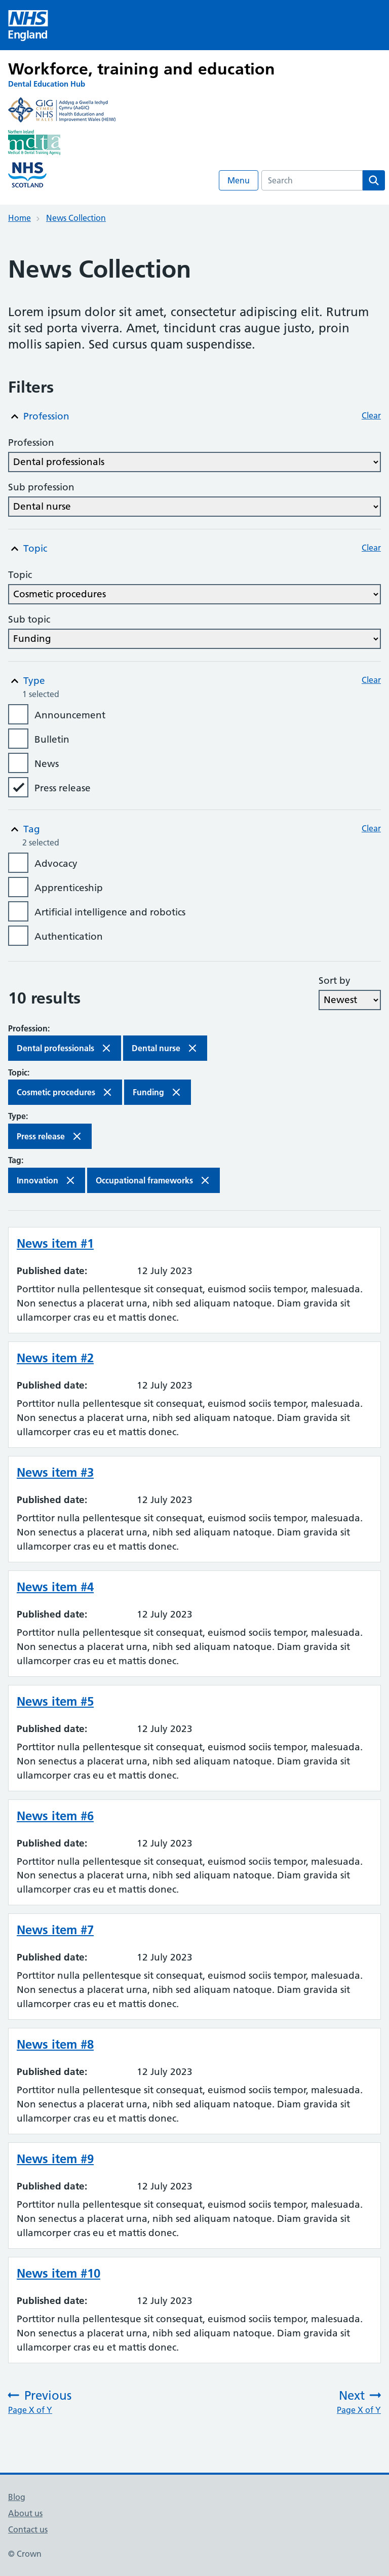 NHS
England
Workforce, training and education
Dental Education Hub
GIG
CYMRU
NHS
WALES
Addysg a Gwella Iechyd
Cymru (AaGIC)
Health Education and
Improvement Wales (HEIW)
Northern Ireland
mdta
Medical & Dental Training Agency
NHS
SCOTLAND
Menu
Search
Home > News Collection
News Collection
Lorem ipsum dolor sit amet, consectetur adipiscing elit. Rutrum
sit sed porta viverra. Amet, tincidunt cras augue justo, proin
mollis sapien. Sed cursus quam suspendisse.
Filters
Profession Clear
Profession
Dental professionals
Sub profession
Dental nurse
Topic Clear
Topic
Cosmetic procedures
Sub topic
Funding
Type Clear
1 selected
Announcement
Bulletin
News
Press release
Tag Clear
2 selected
Advocacy
Apprenticeship
Artificial intelligence and robotics
Authentication
Sort by
10 results Newest
Profession:
Dental professionals Dental nurse
Topic:
Cosmetic procedures Funding
Type:
Press release
Tag:
Innovation Occupational frameworks
News item #1
Published date: 12 July 2023
Porttitor nulla pellentesque sit consequat, euismod sociis tempor, malesuada.
Non senectus a placerat urna, nibh sed aliquam natoque. Diam gravida sit
ullamcorper cras eu et mattis donec.
News item #2
Published date: 12 July 2023
Porttitor nulla pellentesque sit consequat, euismod sociis tempor, malesuada.
Non senectus a placerat urna, nibh sed aliquam natoque. Diam gravida sit
ullamcorper cras eu et mattis donec.
News item #3
Published date: 12 July 2023
Porttitor nulla pellentesque sit consequat, euismod sociis tempor, malesuada.
Non senectus a placerat urna, nibh sed aliquam natoque. Diam gravida sit
ullamcorper cras eu et mattis donec.
News item #4
Published date: 12 July 2023
Porttitor nulla pellentesque sit consequat, euismod sociis tempor, malesuada.
Non senectus a placerat urna, nibh sed aliquam natoque. Diam gravida sit
ullamcorper cras eu et mattis donec.
News item #5
Published date: 12 July 2023
Porttitor nulla pellentesque sit consequat, euismod sociis tempor, malesuada.
Non senectus a placerat urna, nibh sed aliquam natoque. Diam gravida sit
ullamcorper cras eu et mattis donec.
News item #6
Published date: 12 July 2023
Porttitor nulla pellentesque sit consequat, euismod sociis tempor, malesuada.
Non senectus a placerat urna, nibh sed aliquam natoque. Diam gravida sit
ullamcorper cras eu et mattis donec.
News item #7
Published date: 12 July 2023
Porttitor nulla pellentesque sit consequat, euismod sociis tempor, malesuada.
Non senectus a placerat urna, nibh sed aliquam natoque. Diam gravida sit
ullamcorper cras eu et mattis donec.
News item #8
Published date: 12 July 2023
Porttitor nulla pellentesque sit consequat, euismod sociis tempor, malesuada.
Non senectus a placerat urna, nibh sed aliquam natoque. Diam gravida sit
ullamcorper cras eu et mattis donec.
News item #9
Published date: 12 July 2023
Porttitor nulla pellentesque sit consequat, euismod sociis tempor, malesuada.
Non senectus a placerat urna, nibh sed aliquam natoque. Diam gravida sit
ullamcorper cras eu et mattis donec.
News item #10
Published date: 12 July 2023
Porttitor nulla pellentesque sit consequat, euismod sociis tempor, malesuada.
Non senectus a placerat urna, nibh sed aliquam natoque. Diam gravida sit
ullamcorper cras eu et mattis donec.
Previous Next
Page X of Y Page X of Y
Blog
About us
Contact us
© Crown